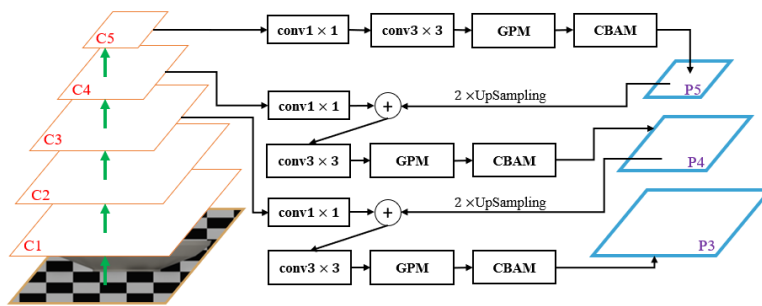 C5
conv1 × 1
conv3 × 3
GPM
CBAM
C4
P5
2 ×UpSampling
conv1 × 1
+
C3
conv3 × 3
GPM
CBAM
P4
C2
conv1 × 1
+
2 ×UpSampling
C1
P3
conv3 × 3
GPM
CBAM